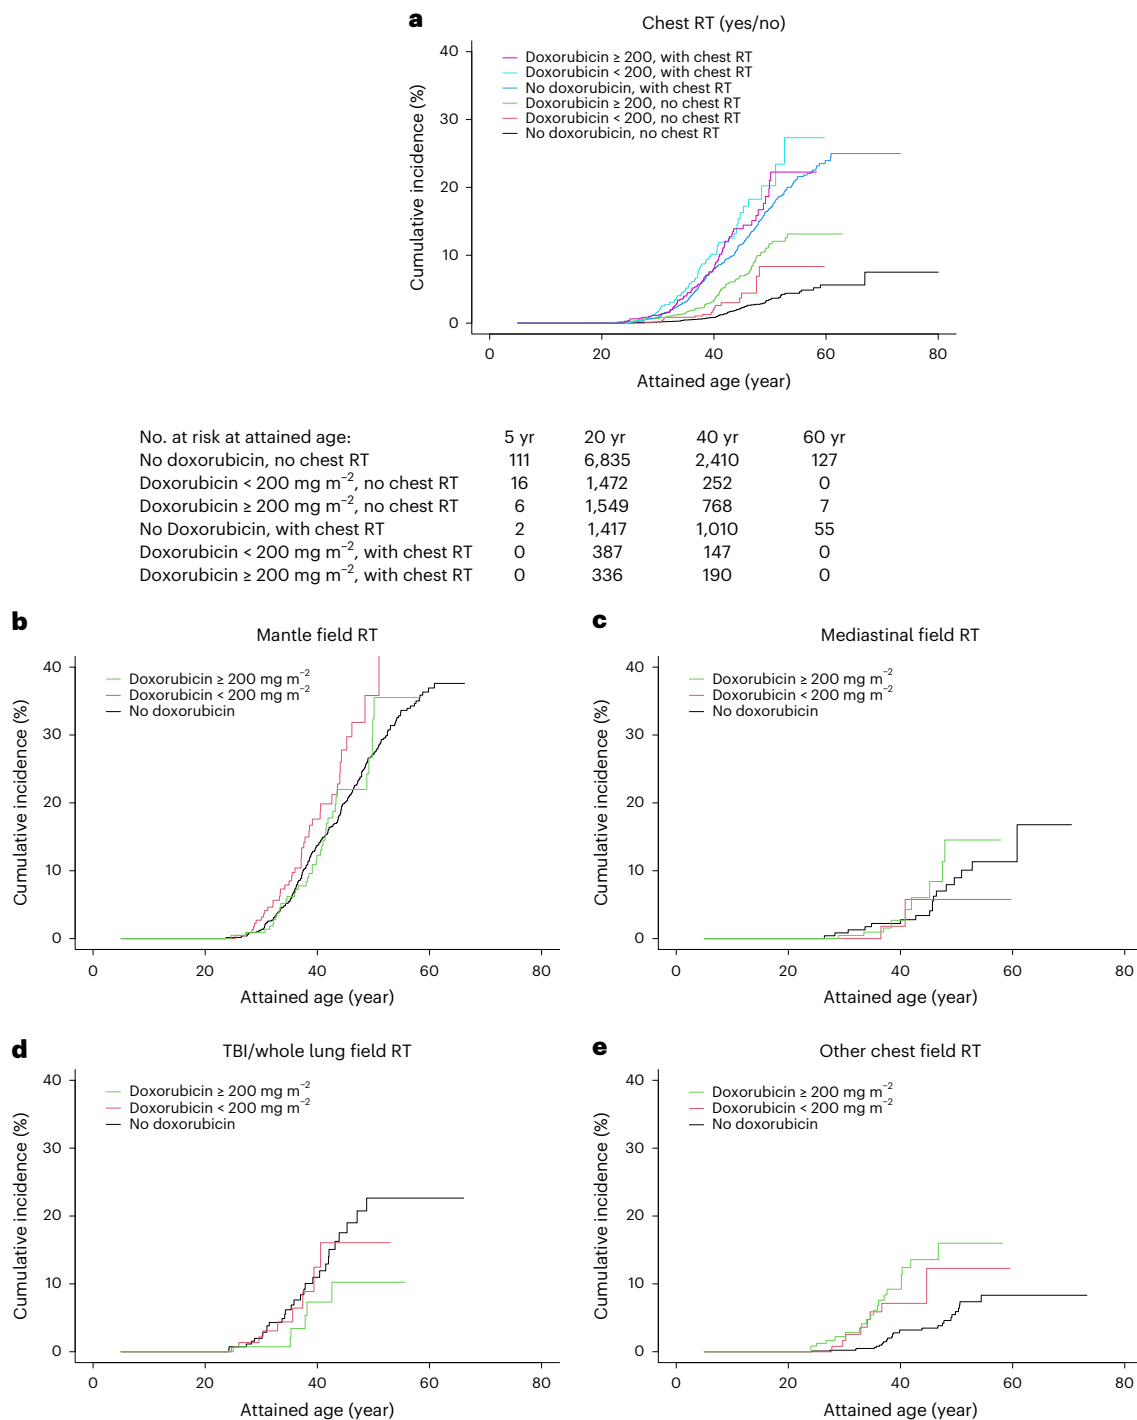 a
Chest RT (yes/no)
Cumulative incidence (%)
40
30
20
10
0
Doxorubicin ≥ 200, with chest RT
Doxorubicin < 200, with chest RT
No doxorubicin, with chest RT
Doxorubicin ≥ 200, no chest RT
Doxorubicin < 200, no chest RT
No doxorubicin, no chest RT
0 20 40 60 80
Attained age (year)
No. at risk at attained age: 5 yr 20 yr 40 yr 60 yr
No doxorubicin, no chest RT 111 6,835 2,410 127
Doxorubicin < 200 mg m⁻², no chest RT 16 1,472 252 0
Doxorubicin ≥ 200 mg m⁻², no chest RT 6 1,549 768 7
No Doxorubicin, with chest RT 2 1,417 1,010 55
Doxorubicin < 200 mg m⁻², with chest RT 0 387 147 0
Doxorubicin ≥ 200 mg m⁻², with chest RT 0 336 190 0
b
Mantle field RT
Cumulative incidence (%)
40
30
20
10
0
Doxorubicin ≥ 200 mg m⁻²
Doxorubicin < 200 mg m⁻²
No doxorubicin
0 20 40 60 80
Attained age (year)
c
Mediastinal field RT
Cumulative incidence (%)
40
30
20
10
0
Doxorubicin ≥ 200 mg m⁻²
Doxorubicin < 200 mg m⁻²
No doxorubicin
0 20 40 60 80
Attained age (year)
d
TBI/whole lung field RT
Cumulative incidence (%)
40
30
20
10
0
Doxorubicin ≥ 200 mg m⁻²
Doxorubicin < 200 mg m⁻²
No doxorubicin
0 20 40 60 80
Attained age (year)
e
Other chest field RT
Cumulative incidence (%)
40
30
20
10
0
Doxorubicin ≥ 200 mg m⁻²
Doxorubicin < 200 mg m⁻²
No doxorubicin
0 20 40 60 80
Attained age (year)